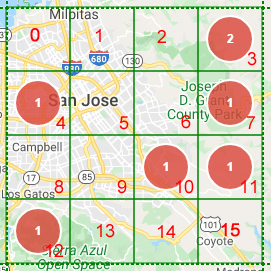 Milpitas
0
1
2
2
3
680
130
880
1
San Jose
4
5
6
Joseph
D. Grant
County Park
1
7
Campbell
1
1
8
85
9
10
11
Los Gatos
17
1
12
Sierra Azul
Open Space
13
14
101
15
Coyote